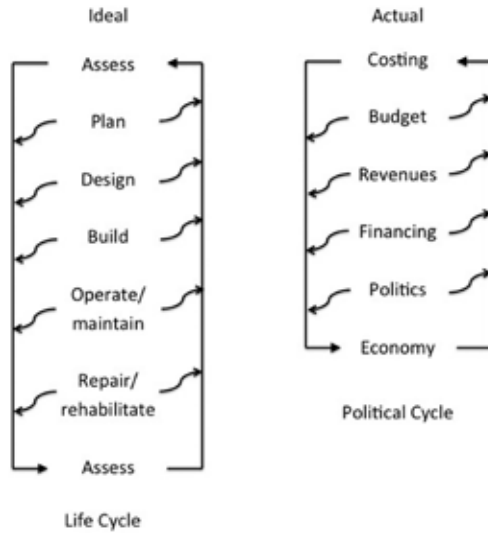 Ideal
Assess
Plan
Design
Build
Operate/
maintain
Repair/
rehabilitate
Assess
Life Cycle
Actual
Costing
Budget
Revenues
Financing
Politics
Economy
Political Cycle